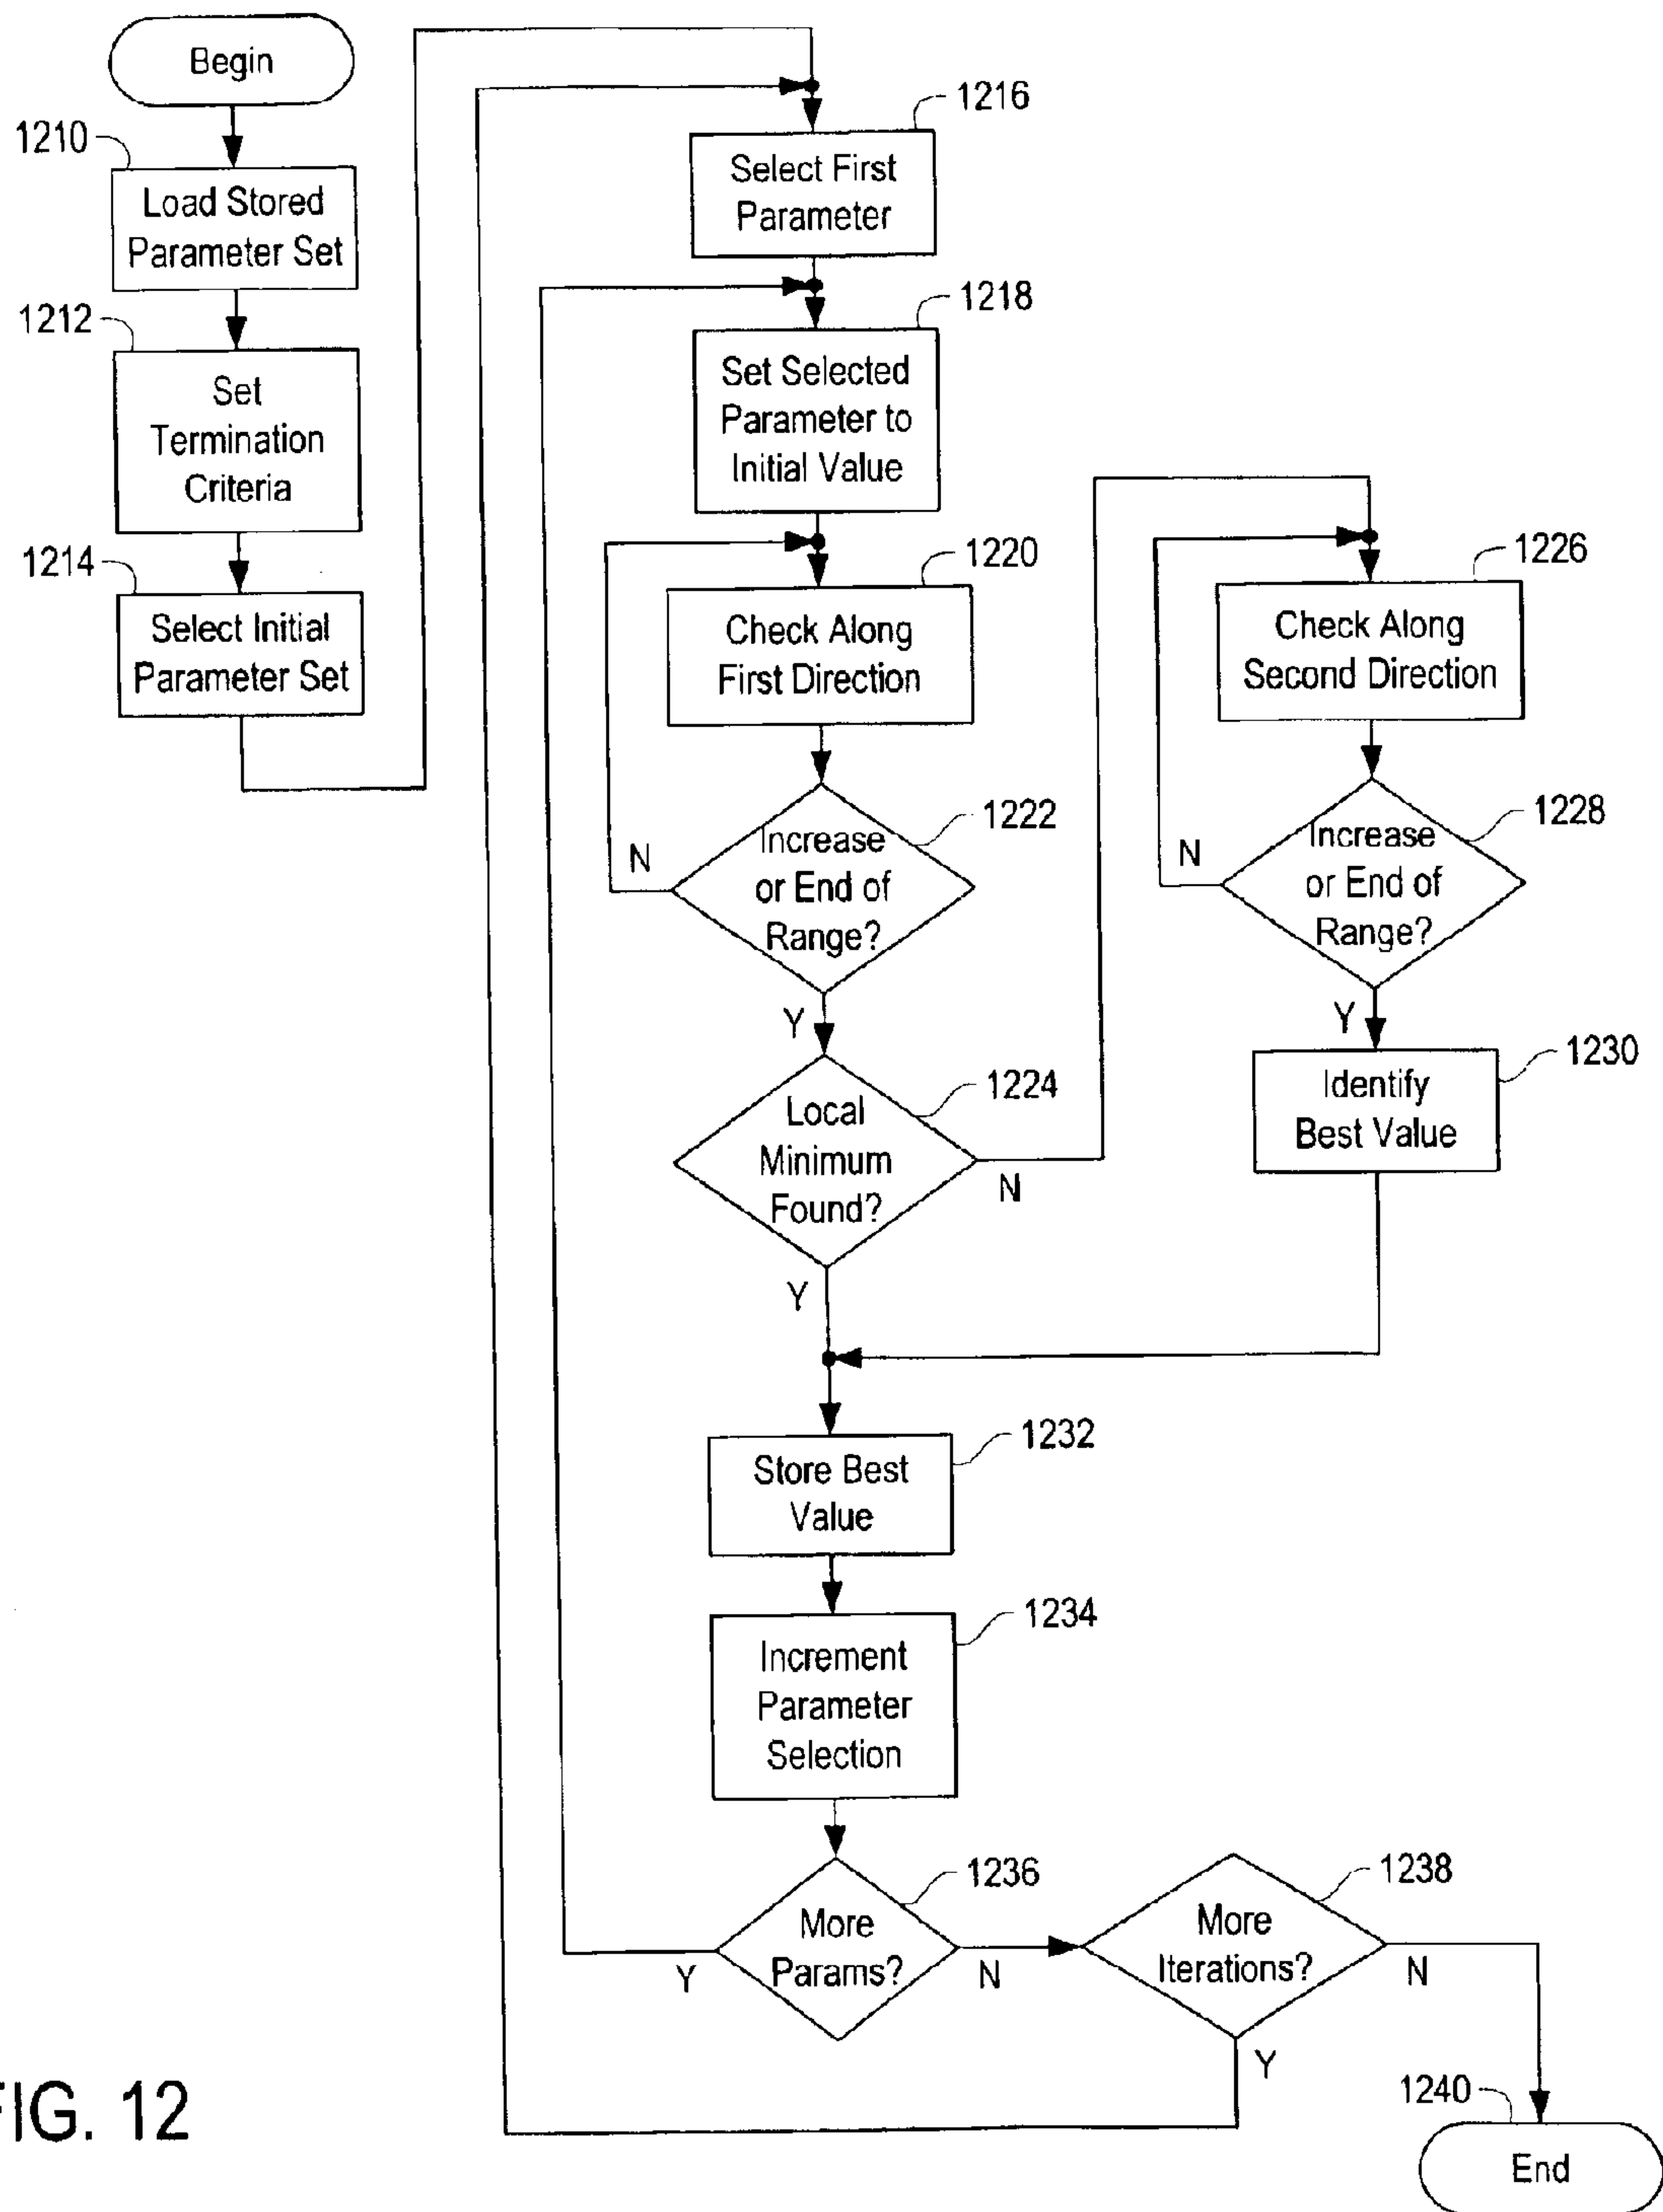 Begin
1210
Load Stored
Parameter Set
1212
Set
Termination
Criteria
1214
Select Initial
Parameter Set
1216
Select First
Parameter
1218
Set Selected
Parameter to
Initial Value
1220
Check Along
First Direction
1222
Increase
or End of
Range?
N
Y
1224
Local
Minimum
Found?
N
Y
1226
Check Along
Second Direction
1228
Increase
or End of
Range?
N
Y
1230
Identify
Best Value
1232
Store Best
Value
1234
Increment
Parameter
Selection
1236
More
Params?
Y
N
1238
More
Iterations?
N
Y
1240
End
FIG. 12